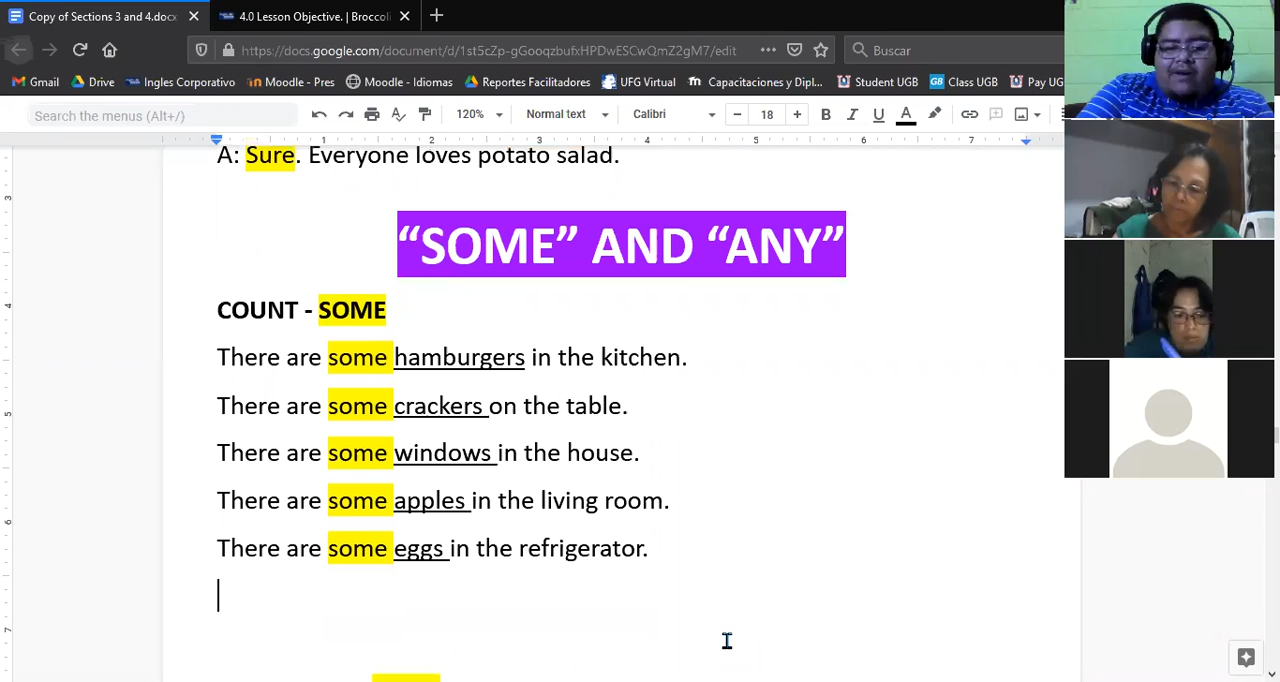 Copy of Sections 3 and 4.docx
4.0 Lesson Objective. | Broccoli
https://docs.google.com/document/d/1st5cZp-gGooqzbufxHPDwESCwQmZ2gM7/edit
Buscar
Gmail Drive Ingles Corporativo Moodle - Pres Moodle - Idiomas Reportes Facilitadores UFG Virtual Capacitaciones y Dipl... Student UGB Class UGB Pay UG
Search the menus (Alt+/) 120% Normal text Calibri 18 B I U A
3 4 5 6 7
A: Sure. Everyone loves potato salad.
“SOME” AND “ANY”
COUNT - SOME
There are some hamburgers in the kitchen.
There are some crackers on the table.
There are some windows in the house.
There are some apples in the living room.
There are some eggs in the refrigerator.